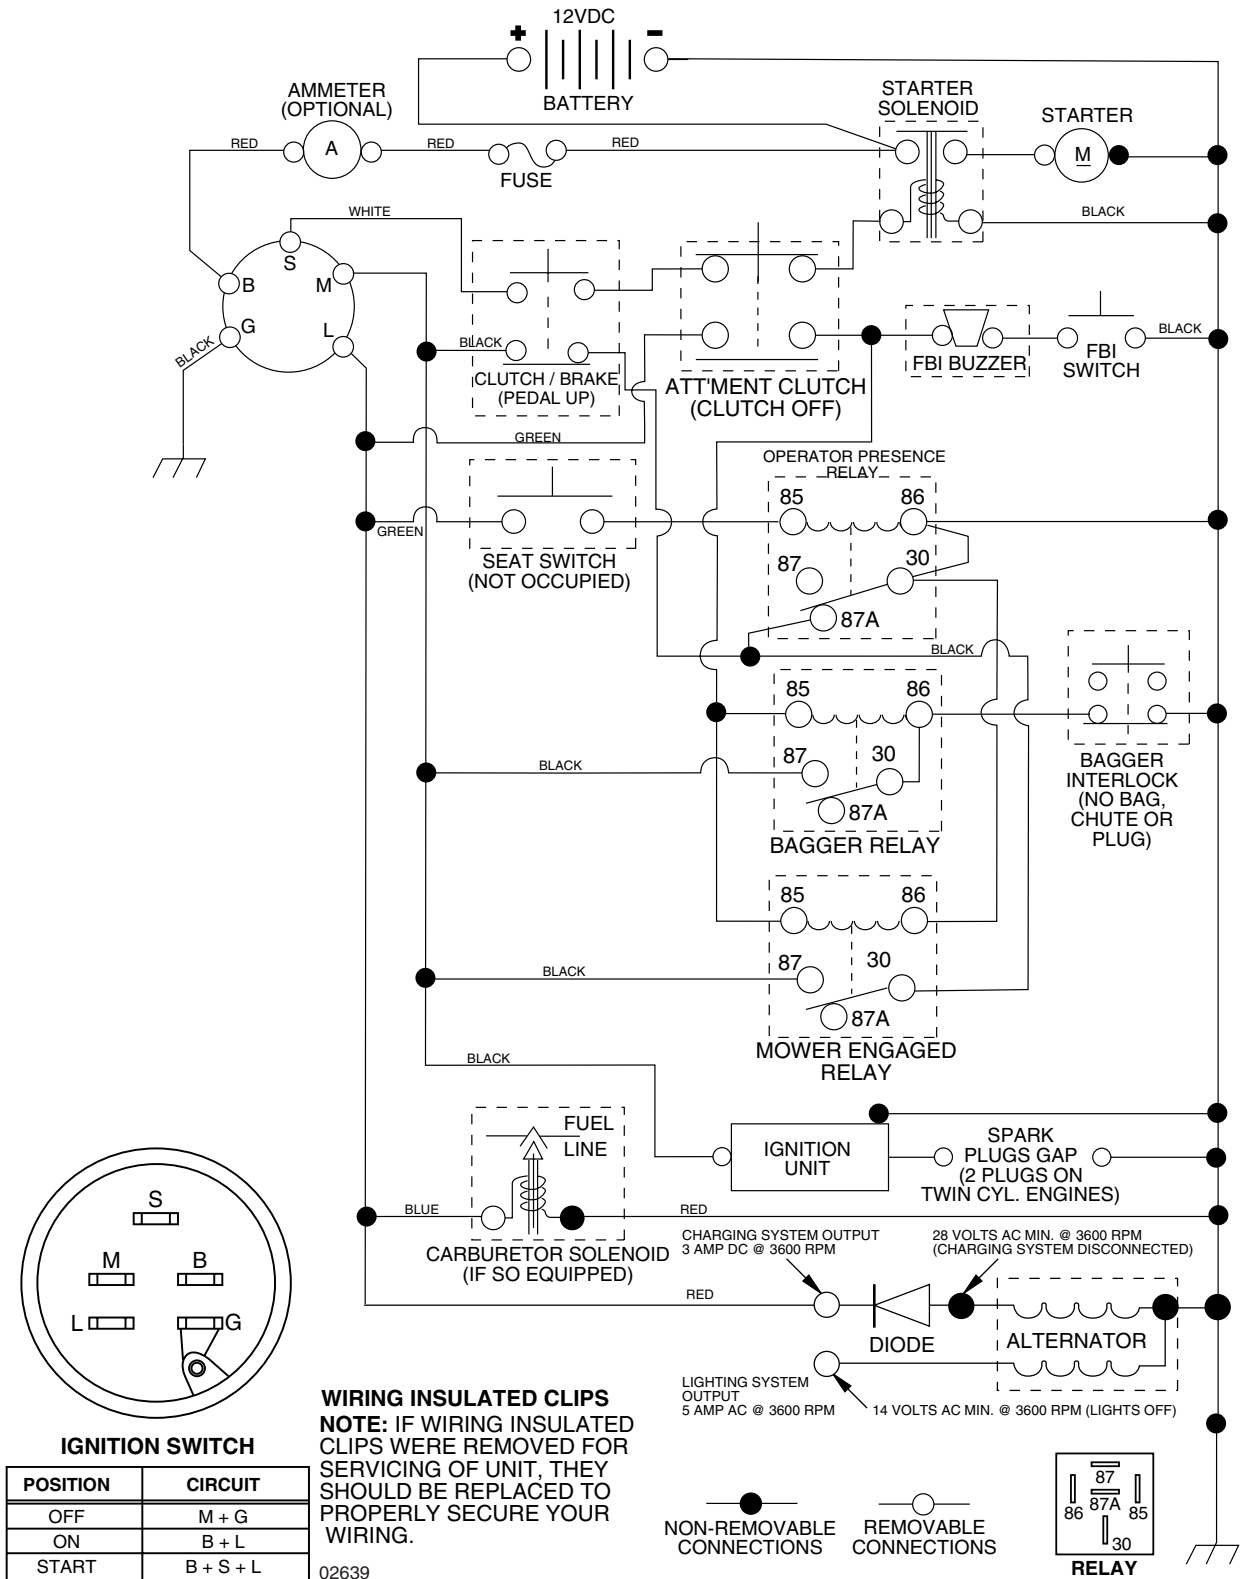 12VDC
+
-
BATTERY
AMMETER
(OPTIONAL)
STARTER
SOLENOID
STARTER
RED
A
RED
RED
FUSE
M
WHITE
BLACK
S
B
M
G
L
BLACK
BLACK
CLUTCH / BRAKE
(PEDAL UP)
ATT'MENT CLUTCH
(CLUTCH OFF)
FBI BUZZER
FBI
SWITCH
BLACK
GREEN
OPERATOR PRESENCE
RELAY
85
86
GREEN
SEAT SWITCH
(NOT OCCUPIED)
87
30
87A
BLACK
85
86
BLACK
87
30
87A
BAGGER RELAY
BAGGER
INTERLOCK
(NO BAG,
CHUTE OR
PLUG)
85
86
BLACK
87
30
87A
MOWER ENGAGED
RELAY
BLACK
FUEL
LINE
IGNITION
UNIT
SPARK
PLUGS GAP
(2 PLUGS ON
TWIN CYL. ENGINES)
BLUE
RED
CARBURETOR SOLENOID
(IF SO EQUIPPED)
CHARGING SYSTEM OUTPUT
3 AMP DC @ 3600 RPM
28 VOLTS AC MIN. @ 3600 RPM
(CHARGING SYSTEM DISCONNECTED)
RED
DIODE
ALTERNATOR
LIGHTING SYSTEM
OUTPUT
5 AMP AC @ 3600 RPM
14 VOLTS AC MIN. @ 3600 RPM (LIGHTS OFF)
S
M
B
L
G
IGNITION SWITCH
POSITION CIRCUIT
OFF M + G
ON B + L
START B + S + L
WIRING INSULATED CLIPS
NOTE: IF WIRING INSULATED
CLIPS WERE REMOVED FOR
SERVICING OF UNIT, THEY
SHOULD BE REPLACED TO
PROPERLY SECURE YOUR
WIRING.
02639
NON-REMOVABLE
CONNECTIONS
REMOVABLE
CONNECTIONS
87
87A
86
85
30
RELAY